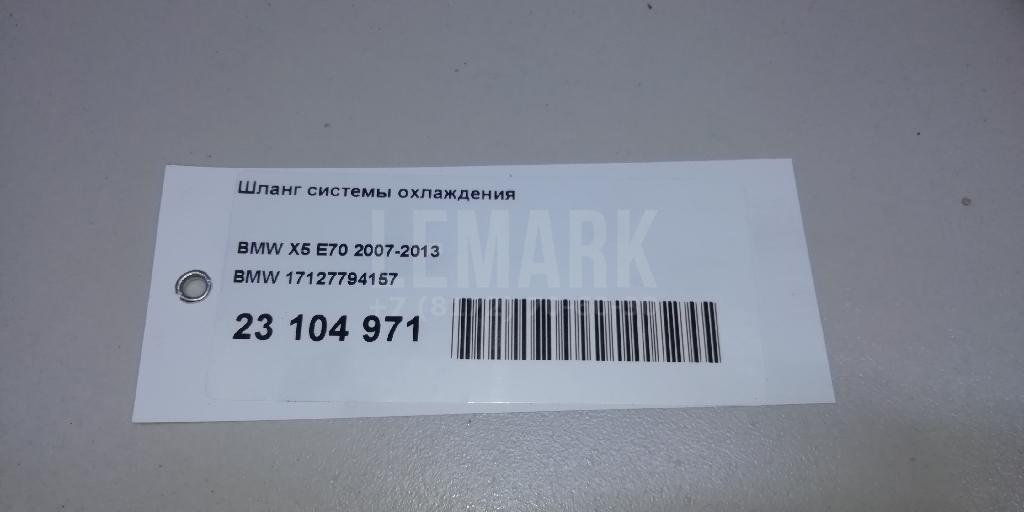 Шланг системы охлаждения
LEMARK
BMW X5 E70 2007-2013
BMW 17127794157
23 104 971